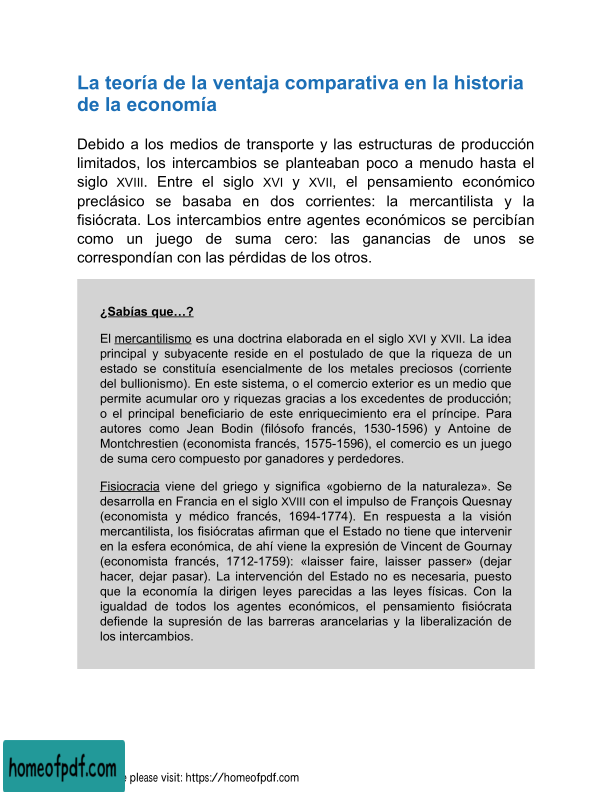 La teoría de la ventaja comparativa en la historia
de la economía
Debido a los medios de transporte y las estructuras de producción
limitados, los intercambios se planteaban poco a menudo hasta el
siglo XVIII. Entre el siglo XVI y XVII, el pensamiento económico
preclásico se basaba en dos corrientes: la mercantilista y la
fisiócrata. Los intercambios entre agentes económicos se percibían
como un juego de suma cero: las ganancias de unos se
correspondían con las pérdidas de los otros.
¿Sabías que…?
El mercantilismo es una doctrina elaborada en el siglo XVI y XVII. La idea
principal y subyacente reside en el postulado de que la riqueza de un
estado se constituía esencialmente de los metales preciosos (corriente
del bullionismo). En este sistema, o el comercio exterior es un medio que
permite acumular oro y riquezas gracias a los excedentes de producción;
o el principal beneficiario de este enriquecimiento era el príncipe. Para
autores como Jean Bodin (filósofo francés, 1530-1596) y Antoine de
Montchrestien (economista francés, 1575-1596), el comercio es un juego
de suma cero compuesto por ganadores y perdedores.
Fisiocracia viene del griego y significa «gobierno de la naturaleza». Se
desarrolla en Francia en el siglo XVIII con el impulso de François Quesnay
(economista y médico francés, 1694-1774). En respuesta a la visión
mercantilista, los fisiócratas afirman que el Estado no tiene que intervenir
en la esfera económica, de ahí viene la expresión de Vincent de Gournay
(economista francés, 1712-1759): «laisser faire, laisser passer» (dejar
hacer, dejar pasar). La intervención del Estado no es necesaria, puesto
que la economía la dirigen leyes parecidas a las leyes físicas. Con la
igualdad de todos los agentes económicos, el pensamiento fisiócrata
defiende la supresión de las barreras arancelarias y la liberalización de
los intercambios.
homeofpdf.com
please visit: https://homeofpdf.com